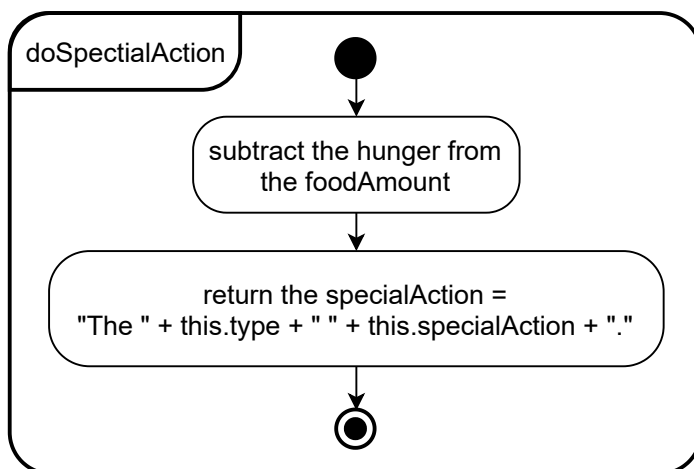 doSpectialAction
subtract the hunger from
the foodAmount
return the specialAction =
"The " + this.type + " " + this.specialAction + "."